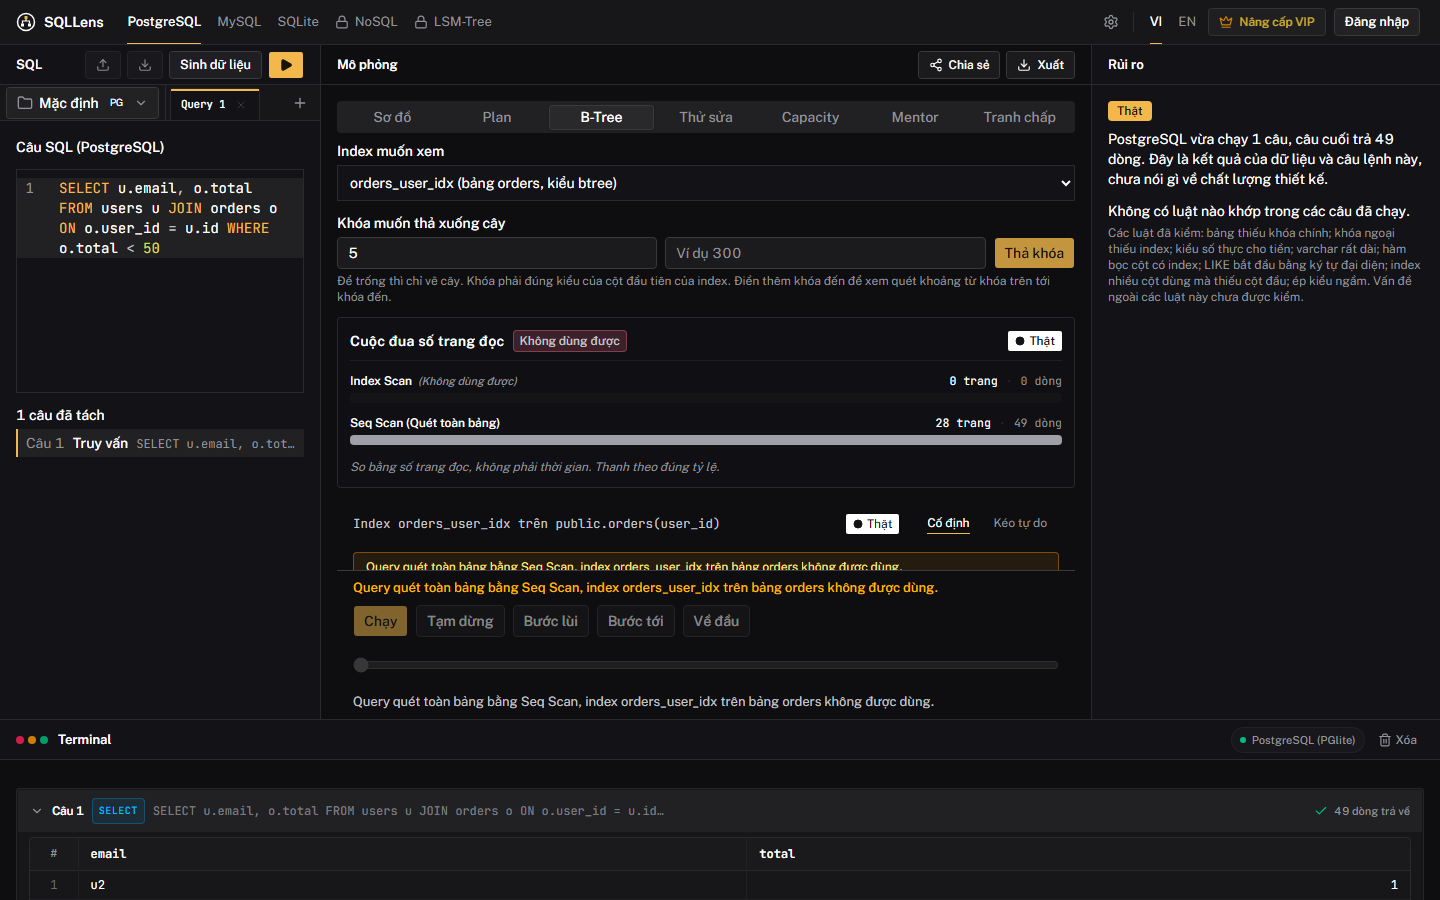 SQLLens
PostgreSQL
MySQL
SQLite
NoSQL
LSM-Tree
VI
EN
Nâng cấp VIP
Đăng nhập
SQL
Sinh dữ liệu
Mặc định PG
Query 1
Câu SQL (PostgreSQL)
1
SELECT u.email, o.total
FROM users u JOIN orders o
ON o.user_id = u.id WHERE
o.total < 50
1 câu đã tách
Câu 1 Truy vấn SELECT u.email, o.tot…
Mô phỏng
Chia sẻ
Xuất
Sơ đồ
Plan
B-Tree
Thử sửa
Capacity
Mentor
Tranh chấp
Index muốn xem
orders_user_idx (bảng orders, kiểu btree)
Khóa muốn thả xuống cây
5
Ví dụ 300
Thả khóa
Để trống thì chỉ vẽ cây. Khóa phải đúng kiểu của cột đầu tiên của index. Điền thêm khóa đến để xem quét khoảng từ khóa trên tới
khóa đến.
Cuộc đua số trang đọc
Không dùng được
Thật
Index Scan (Không dùng được)
0 trang · 0 dòng
Seq Scan (Quét toàn bảng)
28 trang · 49 dòng
So bằng số trang đọc, không phải thời gian. Thanh theo đúng tỷ lệ.
Index orders_user_idx trên public.orders(user_id)
Thật
Cố định
Kéo tự do
Query quét toàn bảng bằng Seq Scan, index orders_user_idx trên bảng orders không được dùng.
Query quét toàn bảng bằng Seq Scan, index orders_user_idx trên bảng orders không được dùng.
Chạy
Tạm dừng
Bước lùi
Bước tới
Về đầu
Query quét toàn bảng bằng Seq Scan, index orders_user_idx trên bảng orders không được dùng.
Rủi ro
Thật
PostgreSQL vừa chạy 1 câu, câu cuối trả 49
dòng. Đây là kết quả của dữ liệu và câu lệnh này,
chưa nói gì về chất lượng thiết kế.
Không có luật nào khớp trong các câu đã chạy.
Các luật đã kiểm: bảng thiếu khóa chính; khóa ngoại
thiếu index; kiểu số thực cho tiền; varchar rất dài; hàm
bọc cột có index; LIKE bắt đầu bằng ký tự đại diện; index
nhiều cột dùng mà thiếu cột đầu; ép kiểu ngầm. Vấn đề
ngoài các luật này chưa được kiểm.
Terminal
PostgreSQL (PGlite)
Xóa
Câu 1 SELECT SELECT u.email, o.total FROM users u JOIN orders o ON o.user_id = u.id…
49 dòng trả về
# email total
1 u2 1